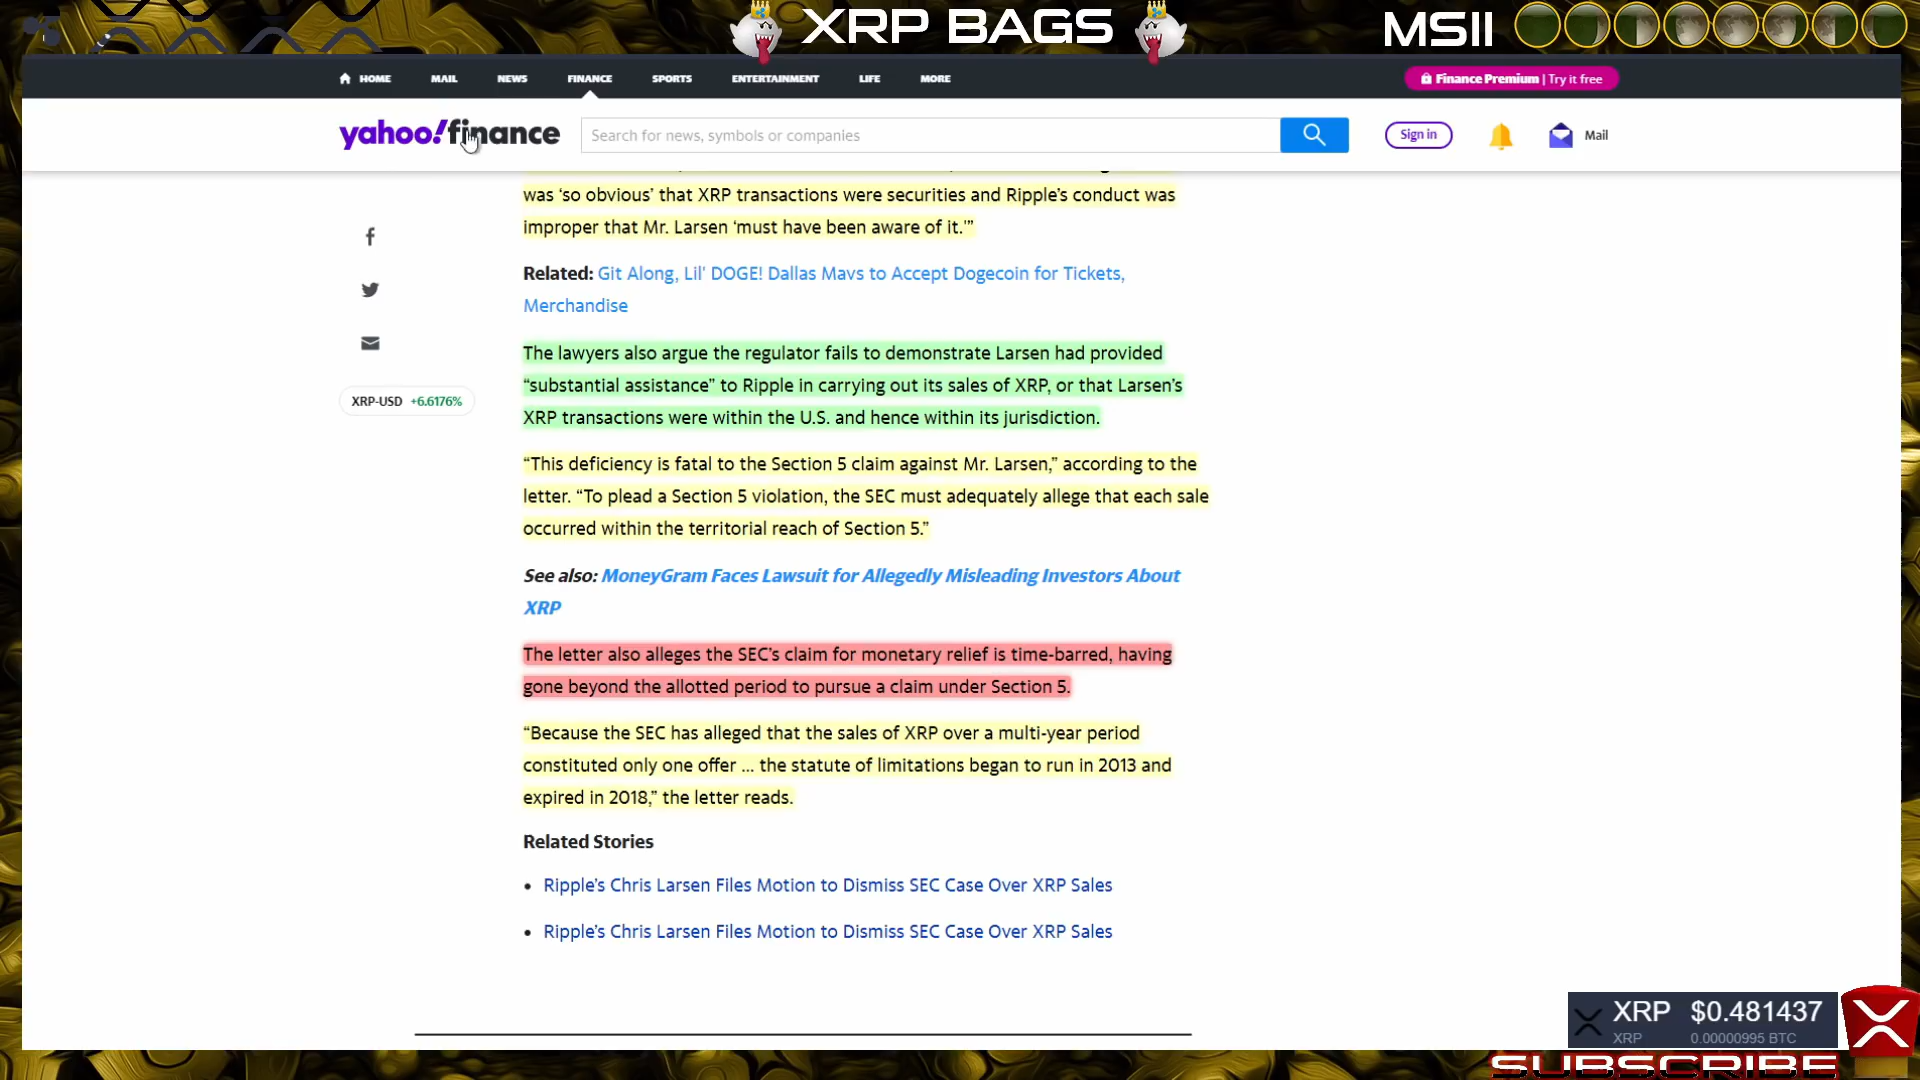 XRP BAGS
MSII
HOME MAIL NEWS FINANCE SPORTS ENTERTAINMENT LIFE MORE
Finance Premium | Try it free
yahoo!finance
Search for news, symbols or companies
Sign in
Mail
was ‘so obvious’ that XRP transactions were securities and Ripple’s conduct was
improper that Mr. Larsen ‘must have been aware of it.’”
Related: Git Along, Lil' DOGE! Dallas Mavs to Accept Dogecoin for Tickets,
Merchandise
The lawyers also argue the regulator fails to demonstrate Larsen had provided
“substantial assistance” to Ripple in carrying out its sales of XRP, or that Larsen’s
XRP-USD +6.6176%
XRP transactions were within the U.S. and hence within its jurisdiction.
“This deficiency is fatal to the Section 5 claim against Mr. Larsen,” according to the
letter. “To plead a Section 5 violation, the SEC must adequately allege that each sale
occurred within the territorial reach of Section 5.”
See also: MoneyGram Faces Lawsuit for Allegedly Misleading Investors About
XRP
The letter also alleges the SEC’s claim for monetary relief is time-barred, having
gone beyond the allotted period to pursue a claim under Section 5.
“Because the SEC has alleged that the sales of XRP over a multi-year period
constituted only one offer ... the statute of limitations began to run in 2013 and
expired in 2018,” the letter reads.
Related Stories
• Ripple’s Chris Larsen Files Motion to Dismiss SEC Case Over XRP Sales
• Ripple’s Chris Larsen Files Motion to Dismiss SEC Case Over XRP Sales
XRP $0.481437
XRP 0.00000995 BTC
SUBSCRIBE